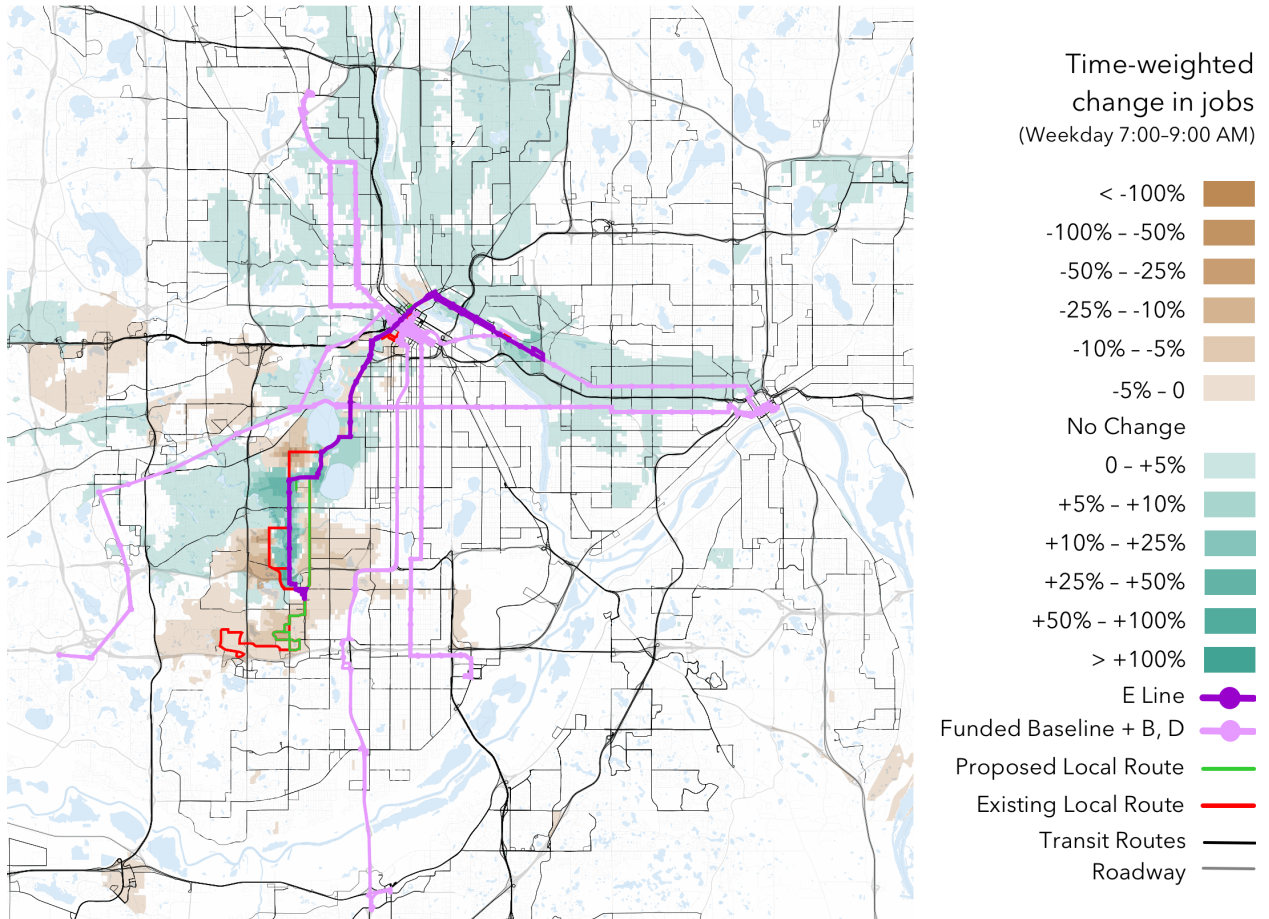 Time-weighted
change in jobs
(Weekday 7:00–9:00 AM)
< -100%
-100% – -50%
-50% – -25%
-25% – -10%
-10% – -5%
-5% – 0
No Change
0 – +5%
+5% – +10%
+10% – +25%
+25% – +50%
+50% – +100%
> +100%
E Line
Funded Baseline + B, D
Proposed Local Route
Existing Local Route
Transit Routes
Roadway